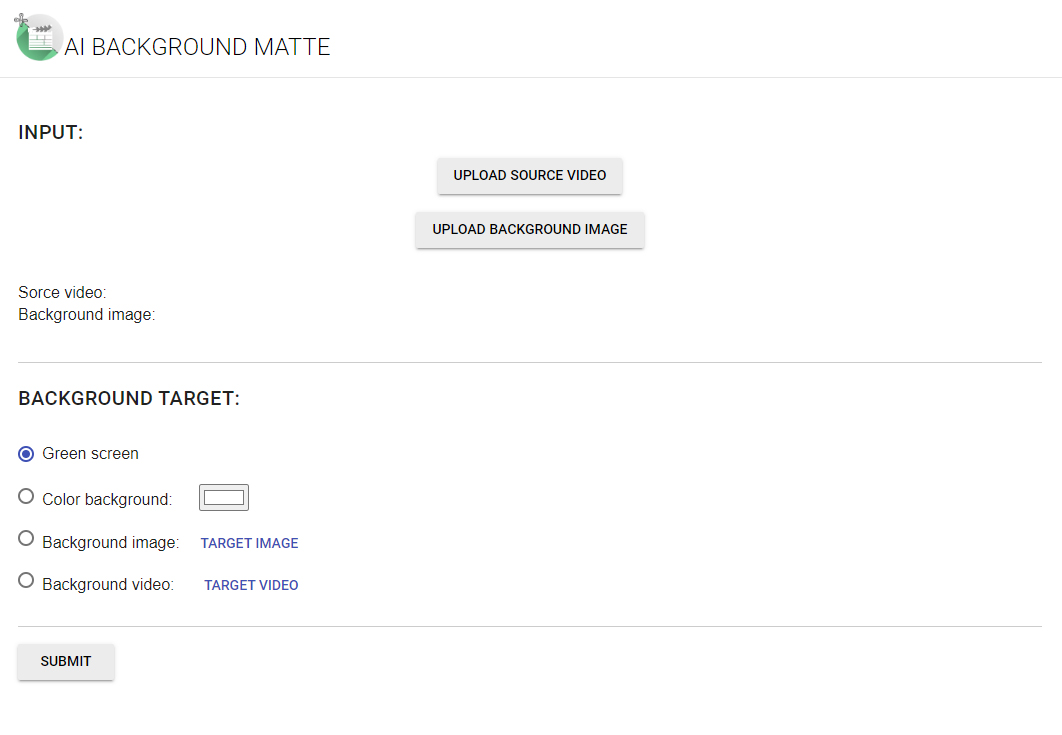 AI BACKGROUND MATTE
INPUT:
UPLOAD SOURCE VIDEO
UPLOAD BACKGROUND IMAGE
Sorce video:
Background image:
BACKGROUND TARGET:
Green screen
Color background:
Background image: TARGET IMAGE
Background video: TARGET VIDEO
SUBMIT